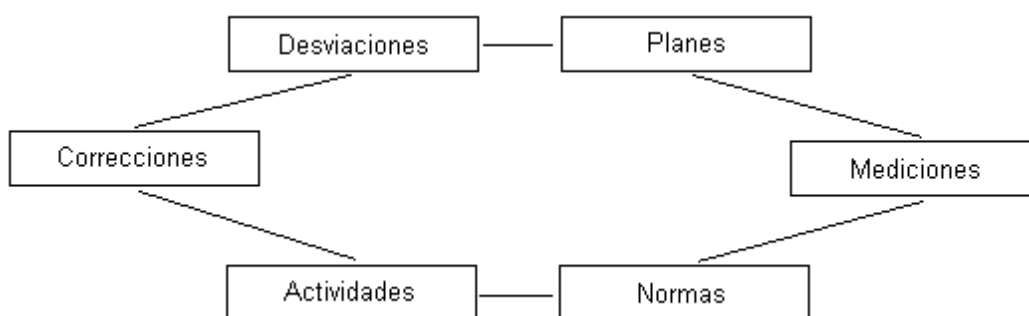 Desviaciones
Planes
Correcciones
Mediciones
Actividades
Normas